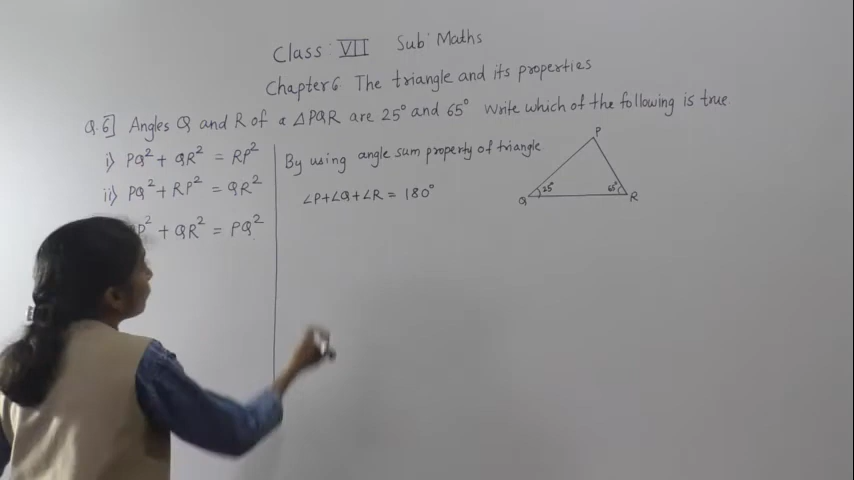 Class : VII Sub: Maths
Chapter 6 The triangle and its properties
Q.6] Angles Q and R of a △PQR are 25° and 65° Write which of the following is true.
i) PQ² + QR² = RP²
ii) PQ² + RP² = QR²
P² + QR² = PQ²
By using angle sum property of triangle
∠P+∠Q+∠R = 180°
P
Q 25° 65° R